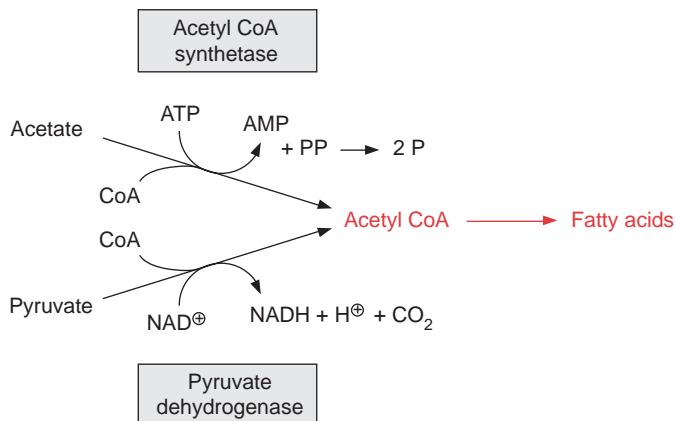 Acetyl CoA
synthetase
ATP
AMP
Acetate
+ PP → 2 P
CoA
Acetyl CoA → Fatty acids
CoA
Pyruvate
NAD⊕
NADH + H⊕ + CO₂
Pyruvate
dehydrogenase